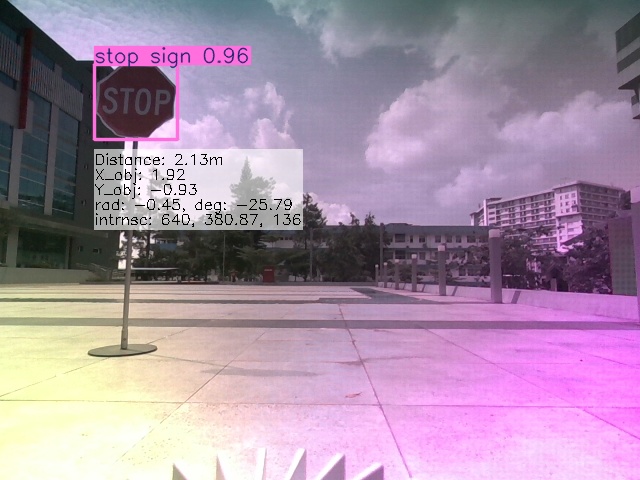 stop sign 0.96
STOP
Distance: 2.13m
X_obj: 1.92
Y_obj: -0.93
rad: -0.45, deg: -25.79
intrnsc: 640, 380.87, 136